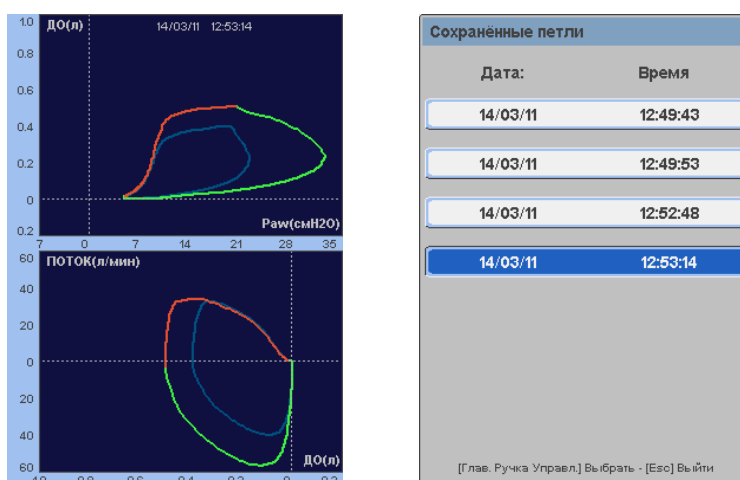 1.0 ДО(л) 14/03/11 12:53:14
0.8
0.6
0.4
0.2
0
0.2 Paw(смH2O)
7 0 7 14 21 28 35
60 ПОТОК(л/мин)
40
20
0
20
40
60 ДО(л)
Сохранённые петли
Дата: Время
14/03/11 12:49:43
14/03/11 12:49:53
14/03/11 12:52:48
14/03/11 12:53:14
[Глав. Ручка Управл.] Выбрать - [Esc] Выйти